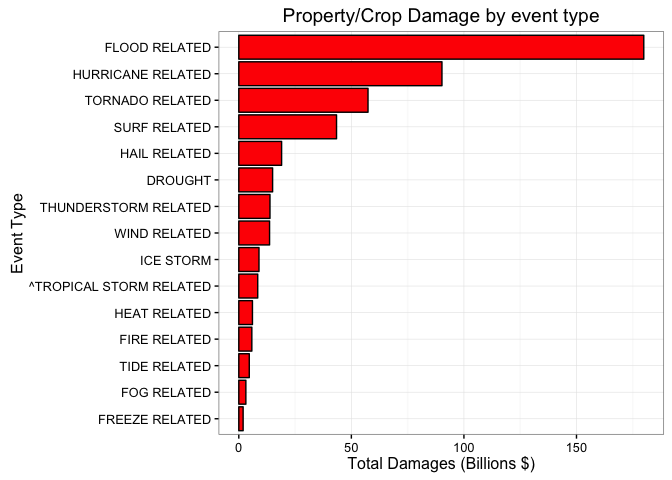 Property/Crop Damage by event type
Event Type
FLOOD RELATED
HURRICANE RELATED
TORNADO RELATED
SURF RELATED
HAIL RELATED
DROUGHT
THUNDERSTORM RELATED
WIND RELATED
ICE STORM
^TROPICAL STORM RELATED
HEAT RELATED
FIRE RELATED
TIDE RELATED
FOG RELATED
FREEZE RELATED
0 50 100 150
Total Damages (Billions $)